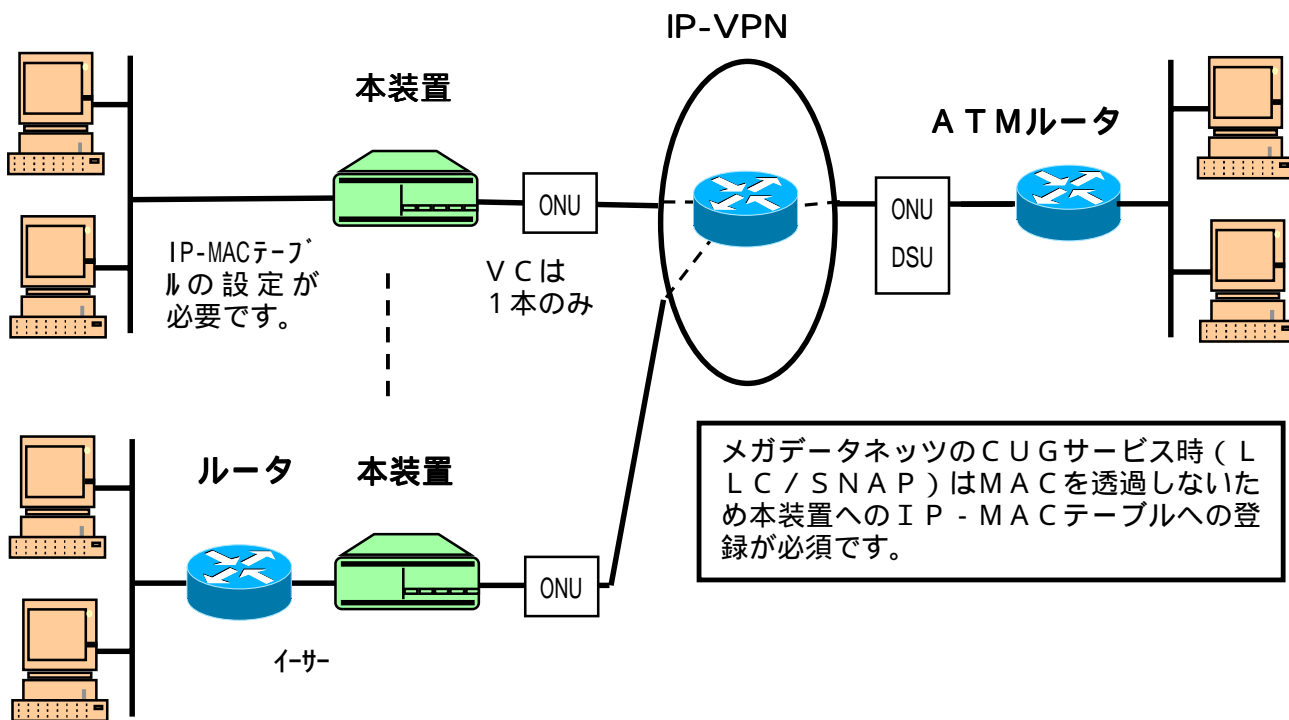 IP-VPN
本装置
ＡＴＭルータ
ONU
ONU
DSU
IP-MACﾃｰﾌﾞ
ﾙの設定が
必要です。
ＶＣは
１本のみ
メガデータネッツのＣＵＧサービス時（Ｌ
ＬＣ／ＳＮＡＰ）はＭＡＣを透過しないた
め本装置へのＩＰ－ＭＡＣテーブルへの登
録が必須です。
ルータ
本装置
ONU
ｲｰｻｰ